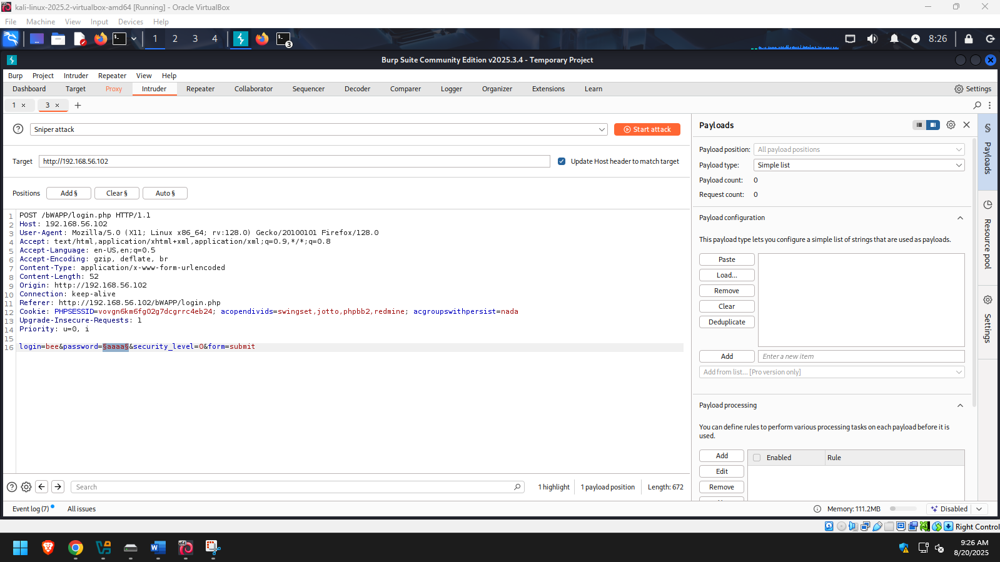 kali-linux-2025.2-virtualbox-amd64 [Running] - Oracle VirtualBox
File Machine View Input Devices Help
1 2 3 4 3 8:26
Burp Suite Community Edition v2025.3.4 - Temporary Project
Burp Project Intruder Repeater View Help
Dashboard Target Proxy Intruder Repeater Collaborator Sequencer Decoder Comparer Logger Organizer Extensions Learn Settings
1 × 3 × +
Sniper attack Start attack
Target http://192.168.56.102 Update Host header to match target
Positions Add § Clear § Auto §
1 POST /bWAPP/login.php HTTP/1.1
2 Host: 192.168.56.102
3 User-Agent: Mozilla/5.0 (X11; Linux x86_64; rv:128.0) Gecko/20100101 Firefox/128.0
4 Accept: text/html,application/xhtml+xml,application/xml;q=0.9,*/*;q=0.8
5 Accept-Language: en-US,en;q=0.5
6 Accept-Encoding: gzip, deflate, br
7 Content-Type: application/x-www-form-urlencoded
8 Content-Length: 52
9 Origin: http://192.168.56.102
10 Connection: keep-alive
11 Referer: http://192.168.56.102/bWAPP/login.php
12 Cookie: PHPSESSID=vovgn6km6fg02g7dcgrrc4eb24; acopendivids=swingset,jotto,phpbb2,redmine; acgroupswithpersist=nada
13 Upgrade-Insecure-Requests: 1
14 Priority: u=0, i
15
16 login=bee&password=§aaaa§&security_level=0&form=submit
Search 1 highlight 1 payload position Length: 672
Payloads
Payload position: All payload positions
Payload type: Simple list
Payload count: 0
Request count: 0
Payload configuration
This payload type lets you configure a simple list of strings that are used as payloads.
Paste
Load...
Remove
Clear
Deduplicate
Add Enter a new item
Add from list... [Pro version only]
Payload processing
You can define rules to perform various processing tasks on each payload before it is
used.
Add Enabled Rule
Edit
Remove
§ Payloads
Resource pool
Settings
Event log (7) All issues Memory: 111.2MB Disabled
Right Control
9:26 AM
8/20/2025